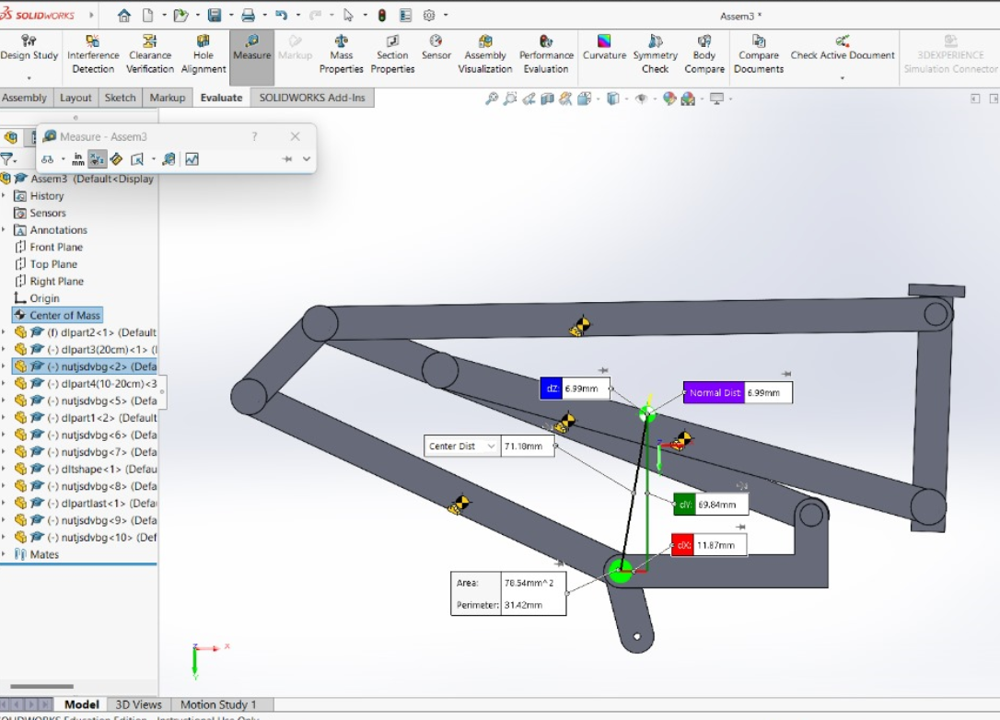 SOLIDWORKS
Assem3 *
Design Study
Interference Detection
Clearance Verification
Hole Alignment
Measure
Markup
Mass Properties
Section Properties
Sensor
Assembly Visualization
Performance Evaluation
Curvature
Symmetry Check
Body Compare
Compare Documents
Check Active Document
3DEXPERIENCE
Simulation Connector
Assembly
Layout
Sketch
Markup
Evaluate
SOLIDWORKS Add-Ins
Measure - Assem3
?
in
mm
Assem3 (Default<Display
History
Sensors
Annotations
Front Plane
Top Plane
Right Plane
Origin
Center of Mass
(f) dlpart2<1> (Default
(-) dlpart3(20cm)<1> (
(-) nutjsdvbg<2> (Defa
(-) dlpart4(10-20cm)<3
(-) nutjsdvbg<5> (Defa
(-) dlpart1<2> (Default
(-) nutjsdvbg<6> (Defa
(-) nutjsdvbg<7> (Defa
(-) dltshape<1> (Defau
(-) nutjsdvbg<8> (Defa
(-) dlpartlast<1> (Defau
(-) nutjsdvbg<9> (Defa
(-) nutjsdvbg<10> (Def
Mates
dZ: 6.99mm
Normal Dist 6.99mm
Center Dist 71.18mm
dY: 69.84mm
dX: 11.87mm
Area: 78.54mm^2
Perimeter: 31.42mm
Z
X
Y
Model
3D Views
Motion Study 1
SOLIDWORKS Education Edition - Instructional Use Only